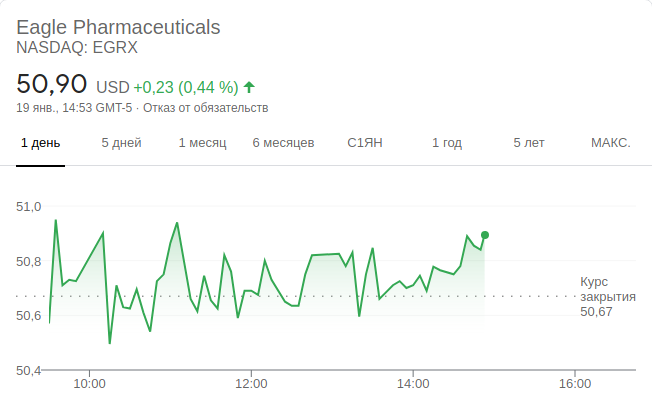 Eagle Pharmaceuticals
NASDAQ: EGRX
50,90 USD +0,23 (0,44 %)
19 янв., 14:53 GMT-5 · Отказ от обязательств
1 день 5 дней 1 месяц 6 месяцев С1ЯН 1 год 5 лет МАКС.
51,0
50,8
50,6
50,4
Курс
закрытия
50,67
10:00 12:00 14:00 16:00